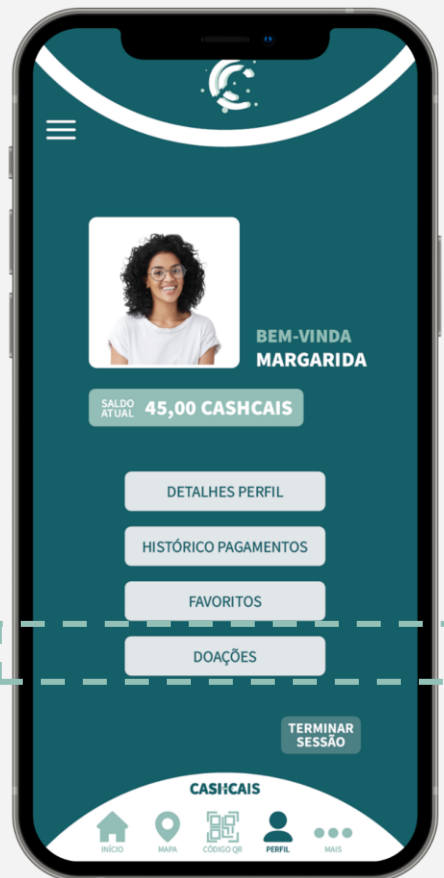 BEM-VINDA
MARGARIDA
SALDO
ATUAL 45,00 CASHCAIS
DETALHES PERFIL
HISTÓRICO PAGAMENTOS
FAVORITOS
DOAÇÕES
TERMINAR
SESSÃO
CASHCAIS
INÍCIO MAPA CÓDIGO QR PERFIL MAIS